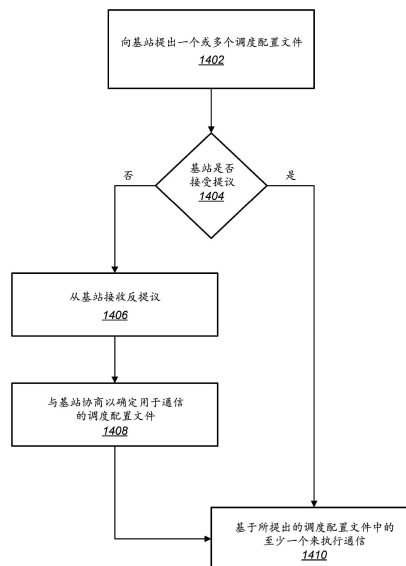 向基站提出一个或多个调度配置文件
1402
基站是否
接受提议
1404
否
是
从基站接收反提议
1406
与基站协商以确定用于通信
的调度配置文件
1408
基于所提出的调度配置文件中的
至少一个来执行通信
1410